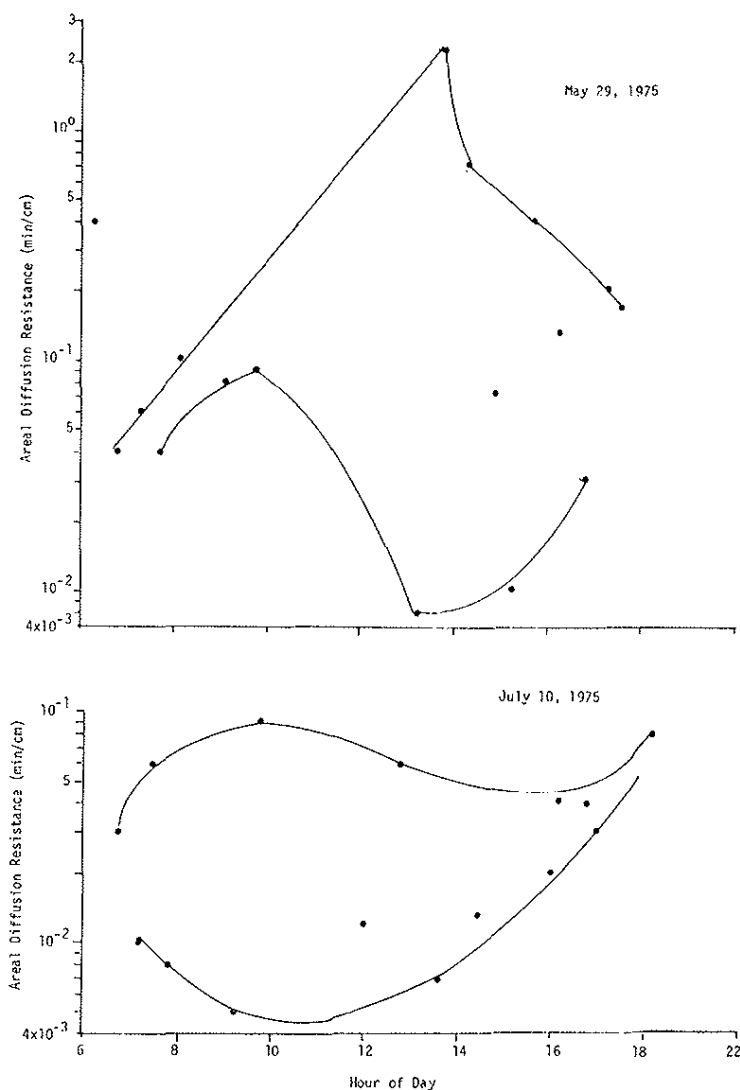 3
2
May 29, 1975
10⁰
5
10⁻¹
5
10⁻²
4x10⁻³
Areal Diffusion Resistance (min/cm)
July 10, 1975
10⁻¹
5
10⁻²
4x10⁻³
Areal Diffusion Resistance (min/cm)
6 8 10 12 14 16 18 20 22
Hour of Day